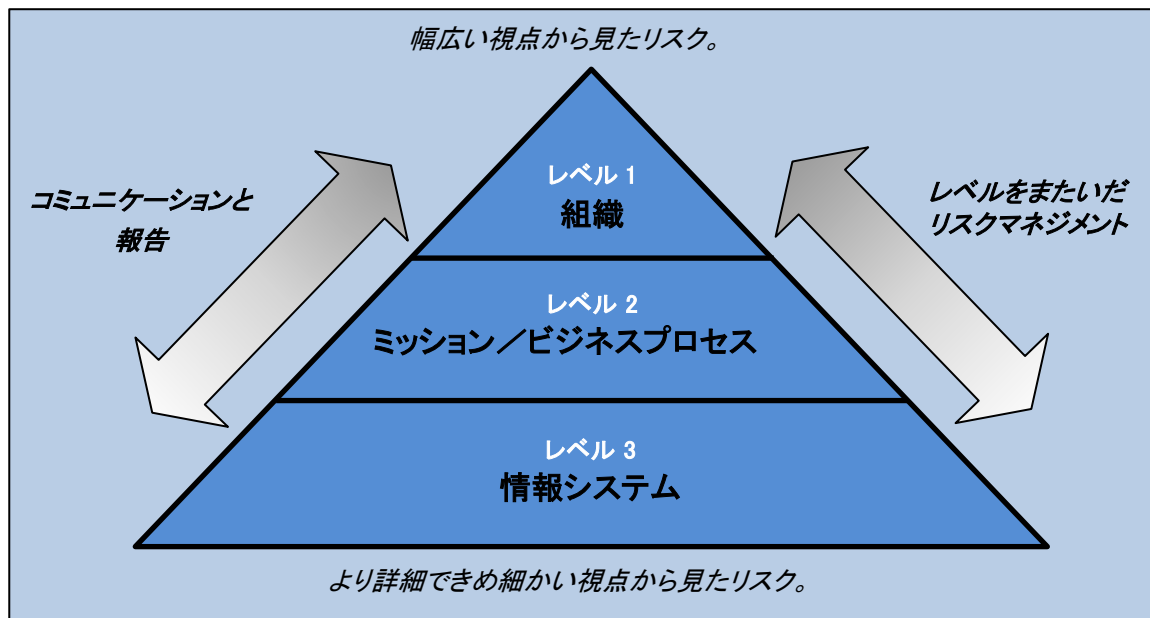 幅広い視点から見たリスク。
レベル 1
組織
コミュニケーションと
報告
レベルをまたいだ
リスクマネジメント
レベル 2
ミッション／ビジネスプロセス
レベル 3
情報システム
より詳細できめ細かい視点から見たリスク。